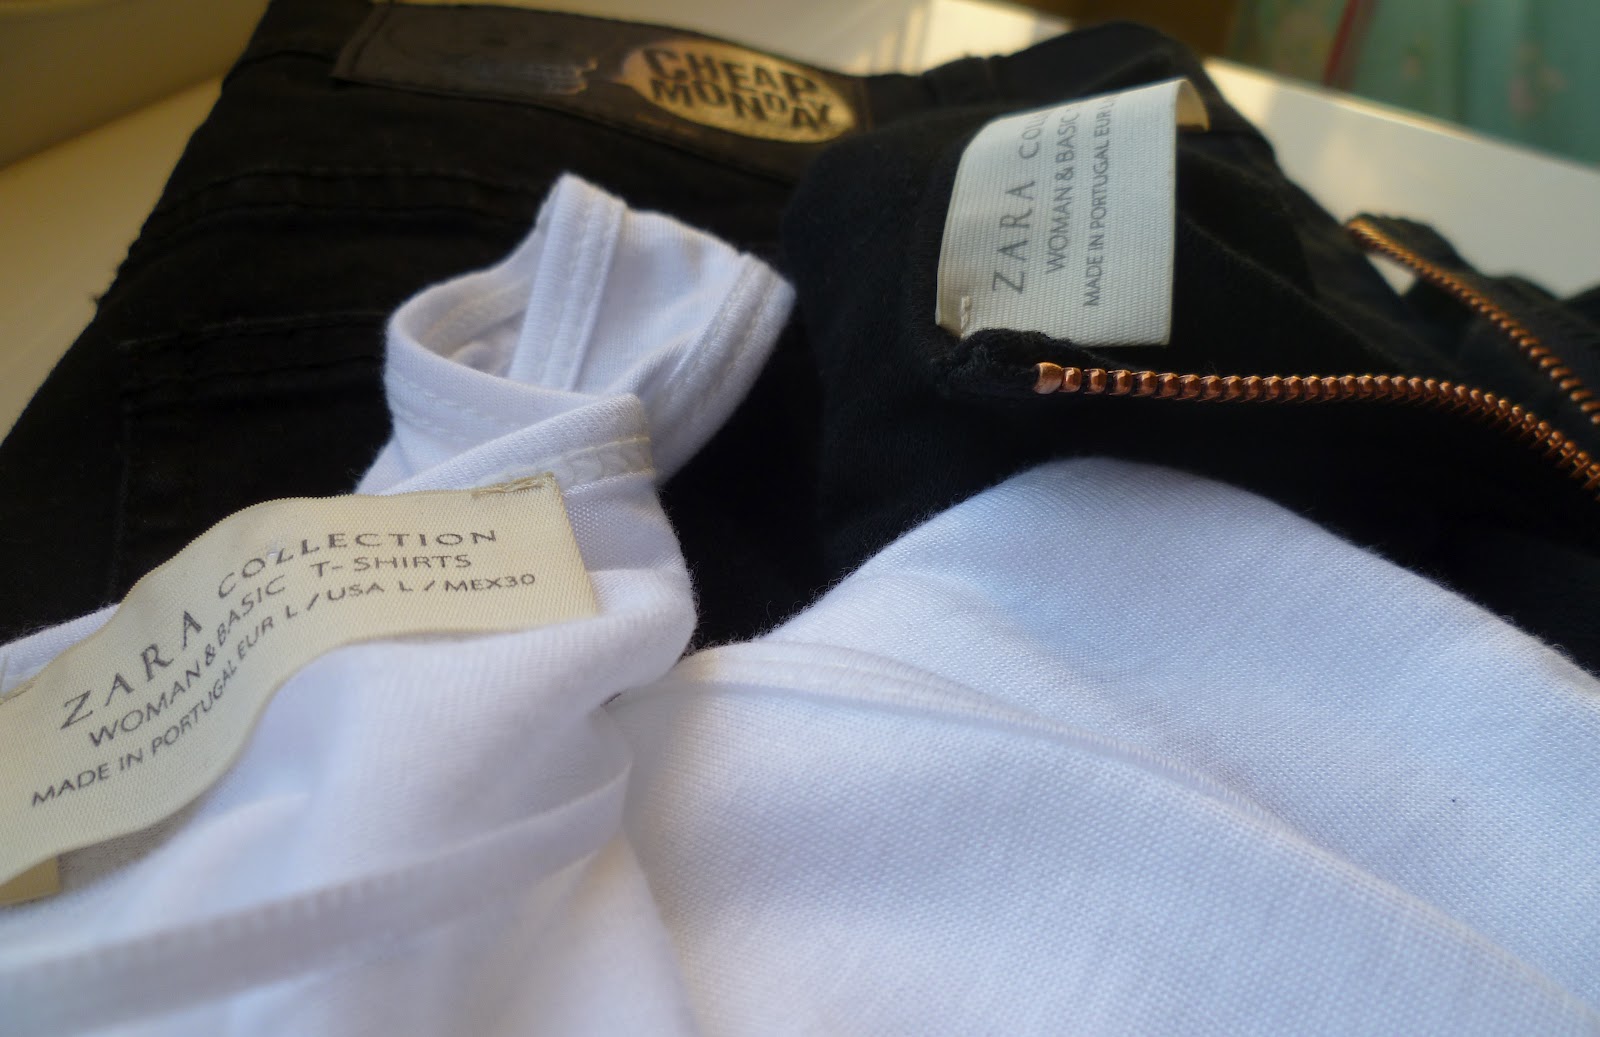 CHEAP
MONDAY
ZARA
WOMAN & BASIC
MADE IN PORTUGAL EUR
ZARA COLLECTION
WOMAN & BASIC T-SHIRTS
MADE IN PORTUGAL EUR L / USA L / MEX30